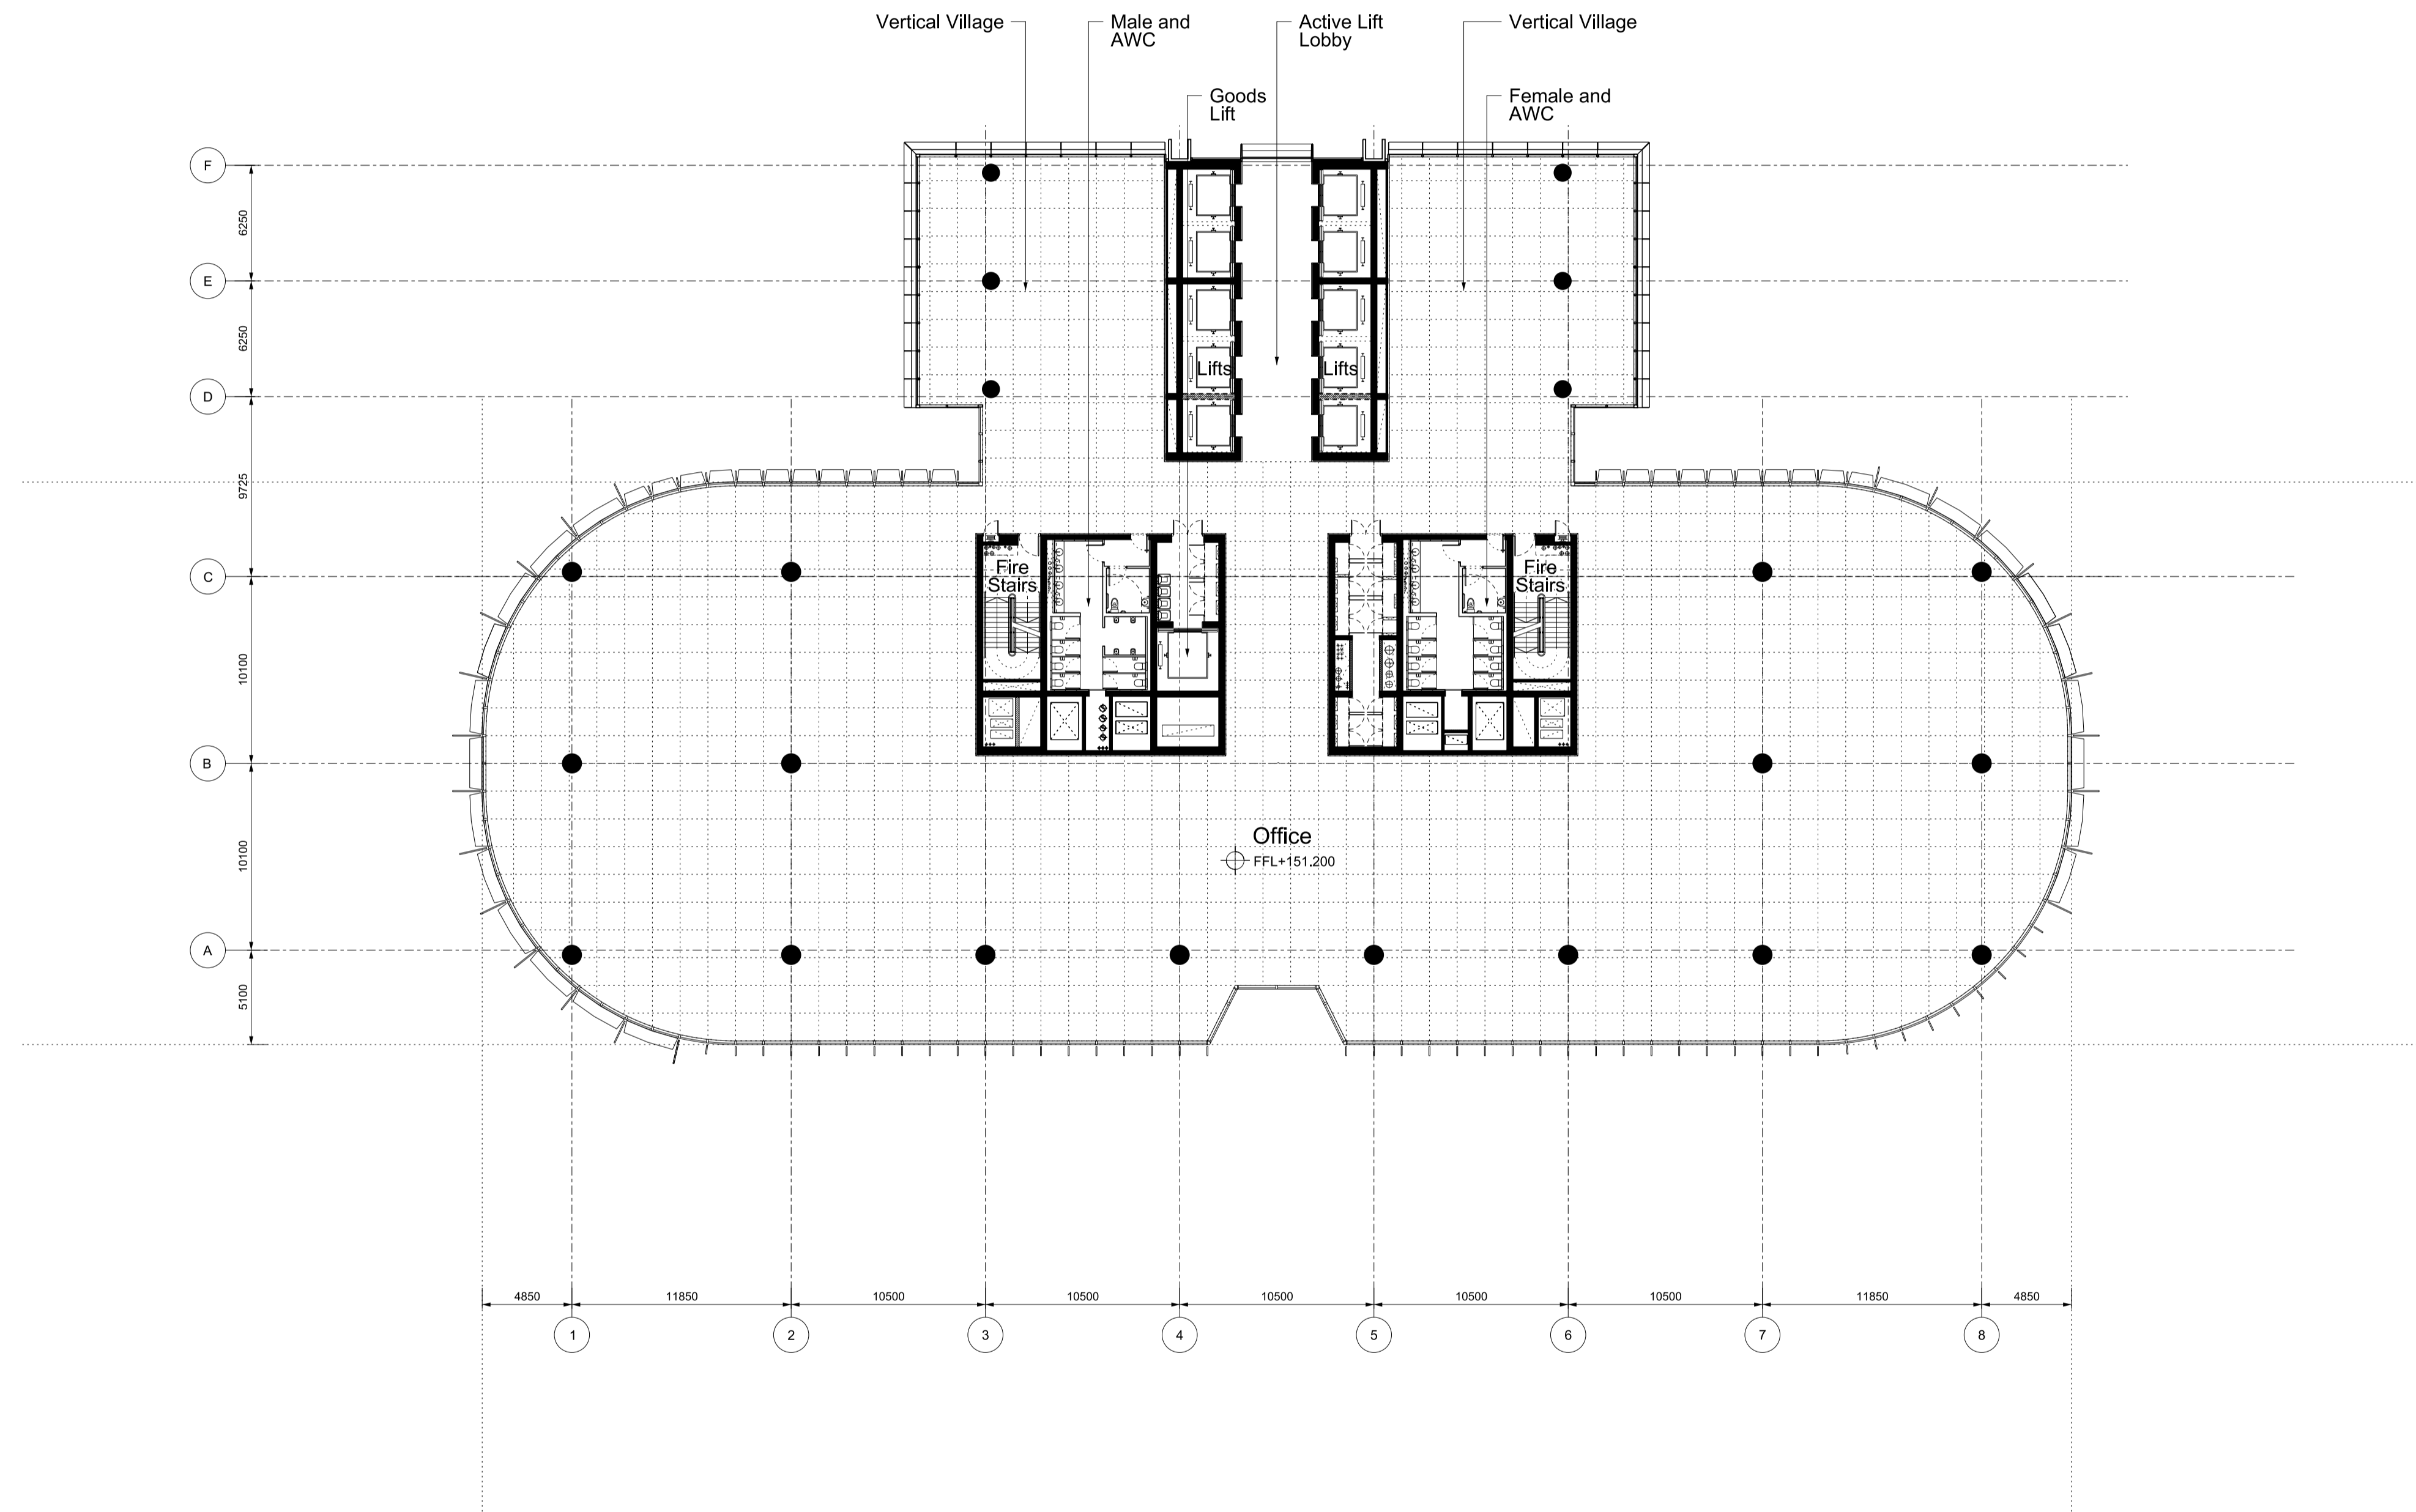 Vertical Village
Male and
AWC
Active Lift
Lobby
Vertical Village
Goods
Lift
Female and
AWC
F
6250
E
6250
Lifts
Lifts
D
9725
Fire
Stairs
Fire
Stairs
C
10100
B
Office
FFL+151.200
10100
A
5100
4850
11850
10500
10500
10500
10500
10500
11850
4850
1
2
3
4
5
6
7
8